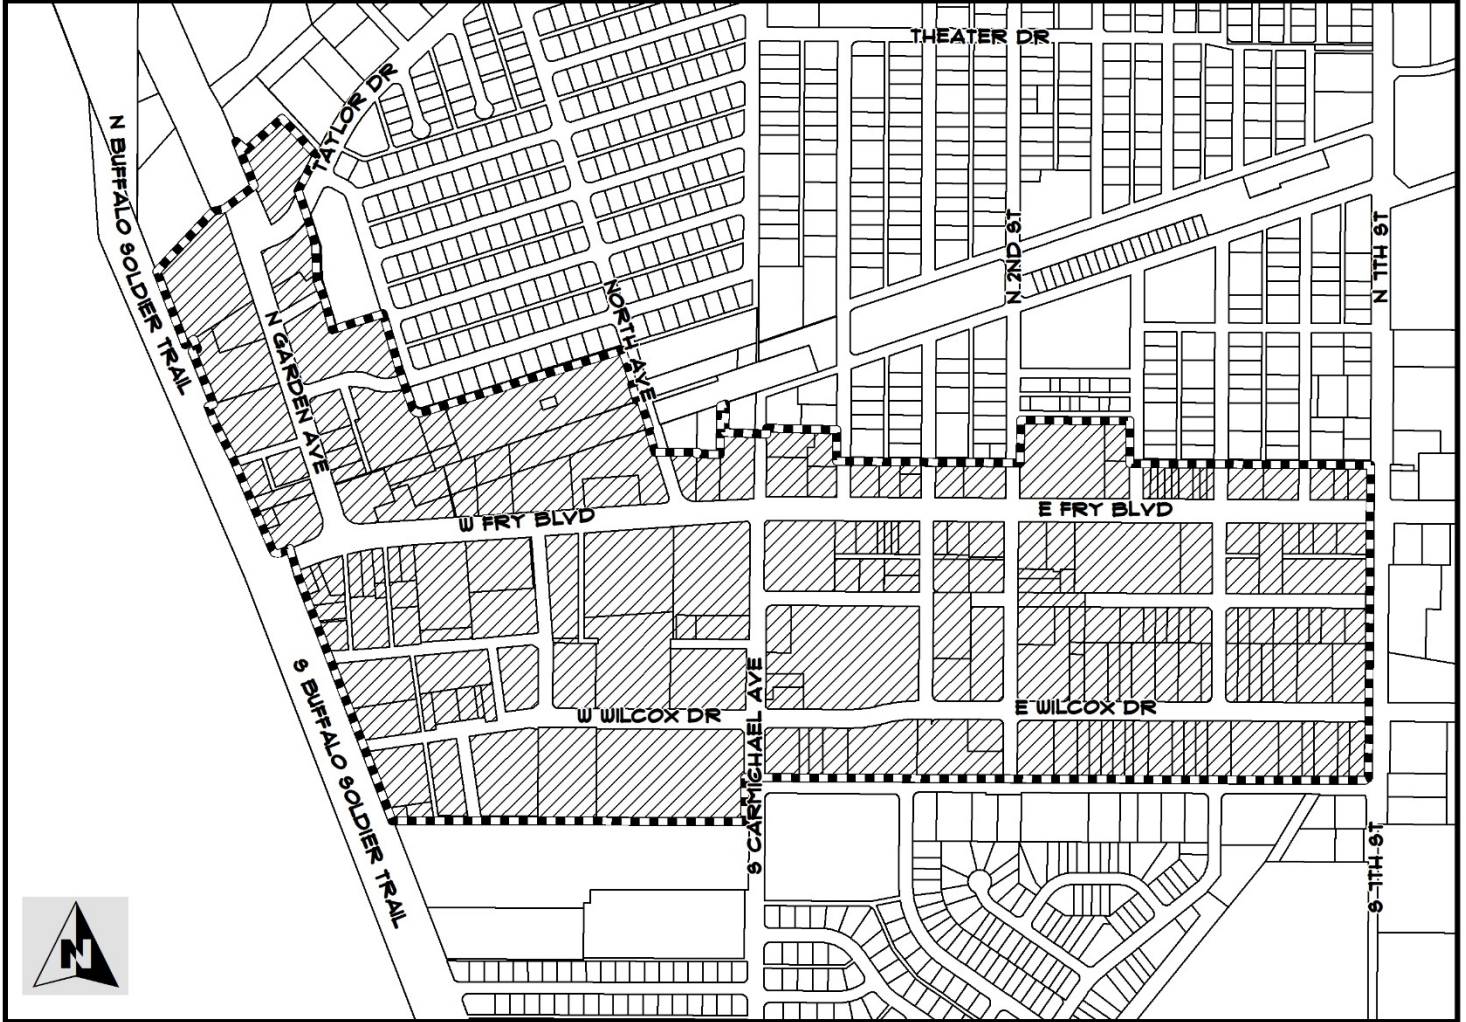 THEATER DR
TAYLOR DR
N BUFFALO SOLDIER TRAIL
N 2ND ST
N 7TH ST
NORTH AVE
N GARDEN AVE
W FRY BLVD
E FRY BLVD
S BUFFALO SOLDIER TRAIL
W WILCOX DR
E WILCOX DR
S CARMICHAEL AVE
S 7TH ST
N